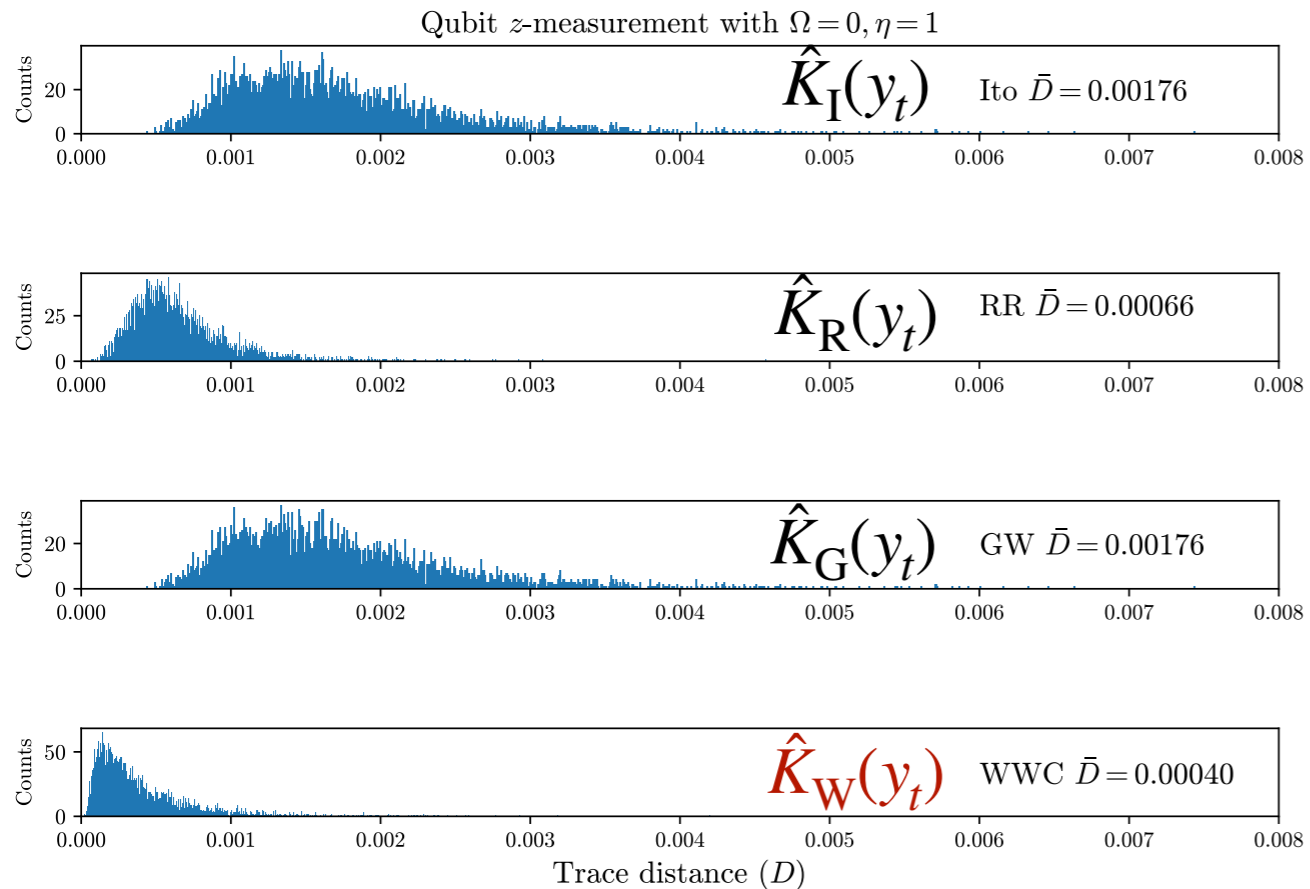 Qubit z-measurement with Ω = 0, η = 1
Counts
20
0
K̂_I(y_t)
Ito D̄ = 0.00176
0.000 0.001 0.002 0.003 0.004 0.005 0.006 0.007 0.008
Counts
25
0
K̂_R(y_t)
RR D̄ = 0.00066
0.000 0.001 0.002 0.003 0.004 0.005 0.006 0.007 0.008
Counts
20
0
K̂_G(y_t)
GW D̄ = 0.00176
0.000 0.001 0.002 0.003 0.004 0.005 0.006 0.007 0.008
Counts
50
0
K̂_W(y_t)
WWC D̄ = 0.00040
0.000 0.001 0.002 0.003 0.004 0.005 0.006 0.007 0.008
Trace distance (D)